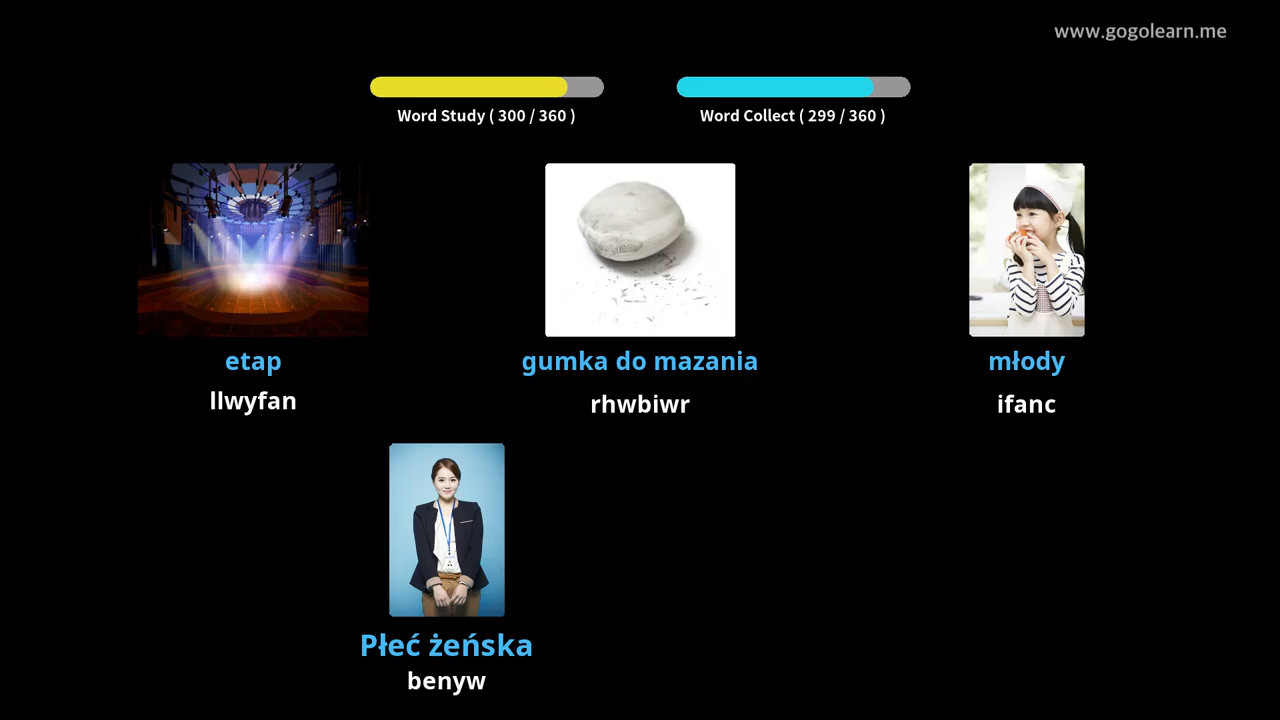 www.gogolearn.me
Word Study ( 300 / 360 )
Word Collect ( 299 / 360 )
etap
llwyfan
gumka do mazania
rhwbiwr
młody
ifanc
Płeć żeńska
benyw